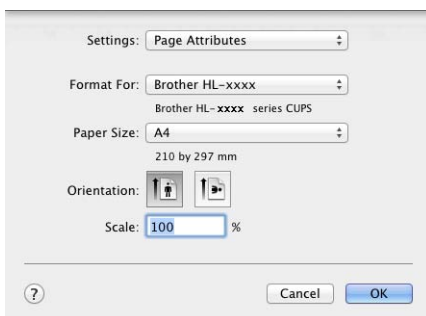 Settings: Page Attributes
Format For: Brother HL-xxxx
Brother HL-xxxx series CUPS
Paper Size: A4
210 by 297 mm
Orientation:
Scale: 100 %
? Cancel OK